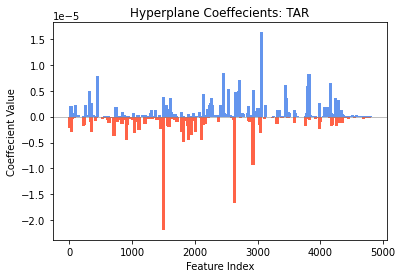 Hyperplane Coeffecients: TAR
1e-5
1.5
1.0
0.5
0.0
−0.5
−1.0
−1.5
−2.0
Coeffecient Value
0 1000 2000 3000 4000 5000
Feature Index